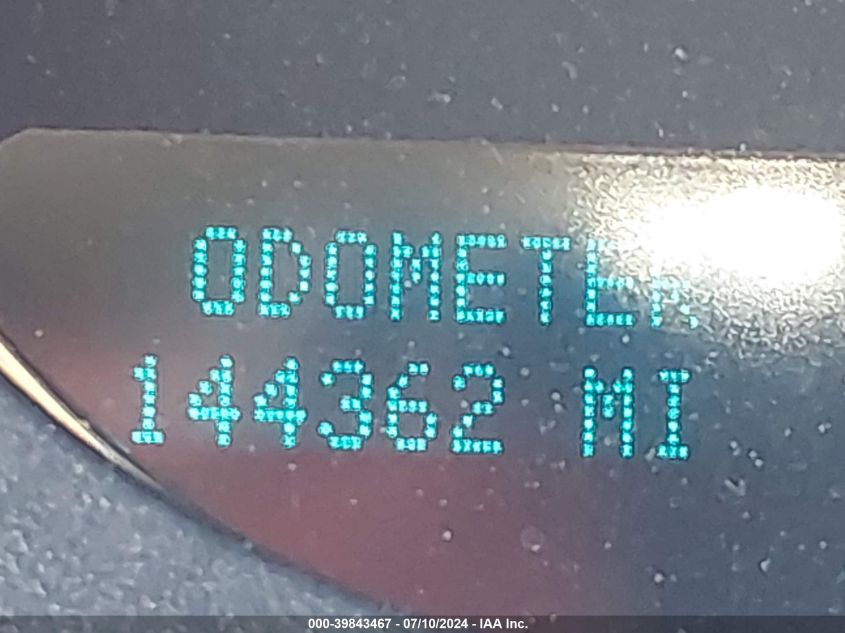 ODOMETER
144362 MI
000-39843467 - 07/10/2024 - IAA Inc.